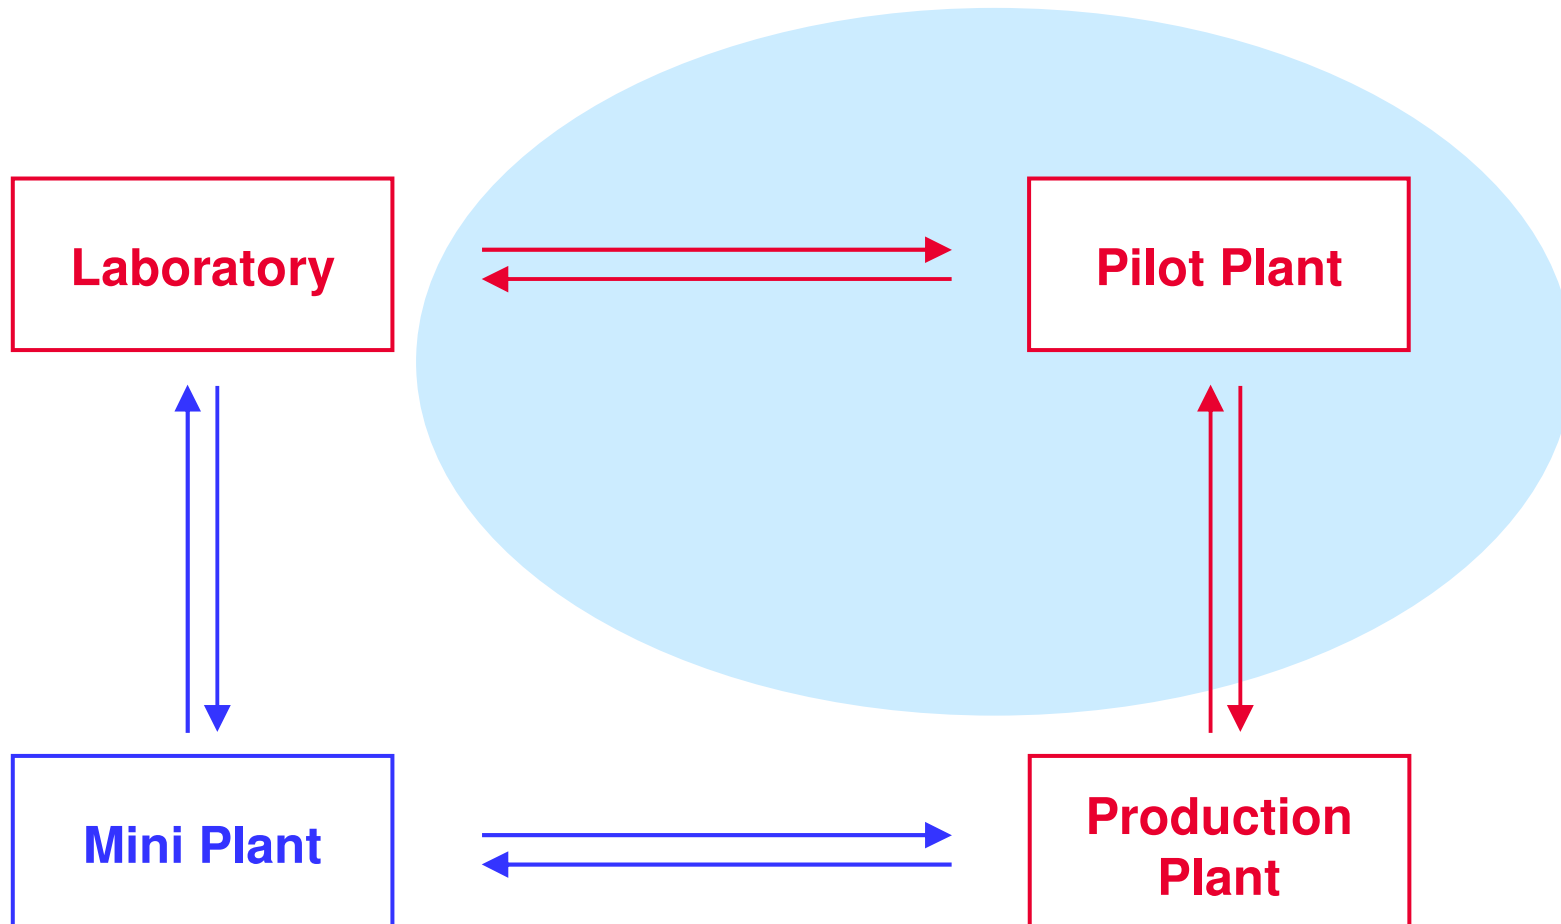 Laboratory
Pilot Plant
Mini Plant
Production
Plant